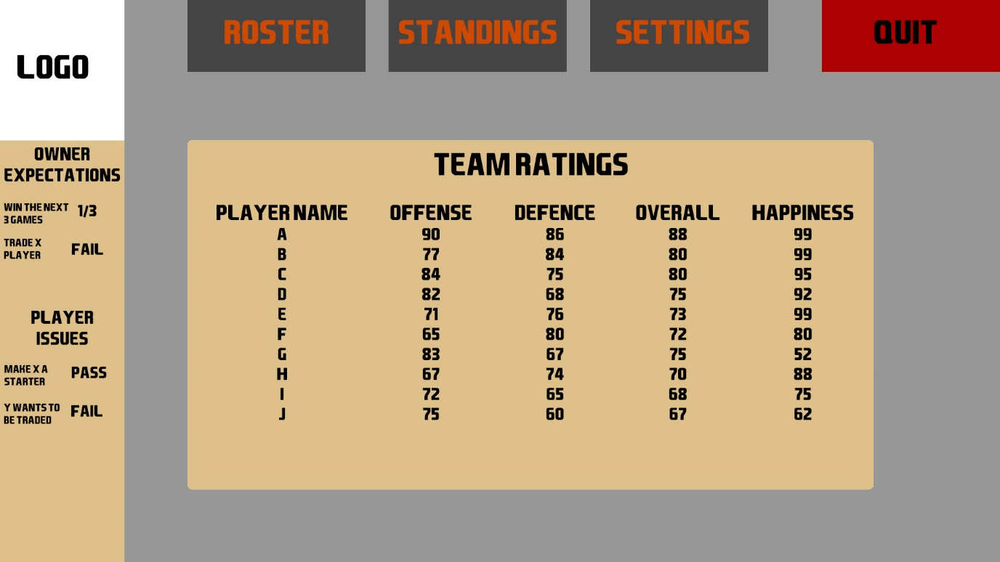 LOGO
ROSTER
STANDINGS
SETTINGS
QUIT
OWNER
EXPECTATIONS
WIN THE NEXT
3 GAMES
1/3
TRADE X
PLAYER
FAIL
PLAYER
ISSUES
MAKE X A
STARTER
PASS
Y WANTS TO
BE TRADED
FAIL
TEAM RATINGS
PLAYER NAME OFFENSE DEFENCE OVERALL HAPPINESS
A 90 86 88 99
B 77 84 80 99
C 84 75 80 95
D 82 68 75 92
E 71 76 73 99
F 65 80 72 80
G 83 67 75 52
H 67 74 70 88
I 72 65 68 75
J 75 60 67 62